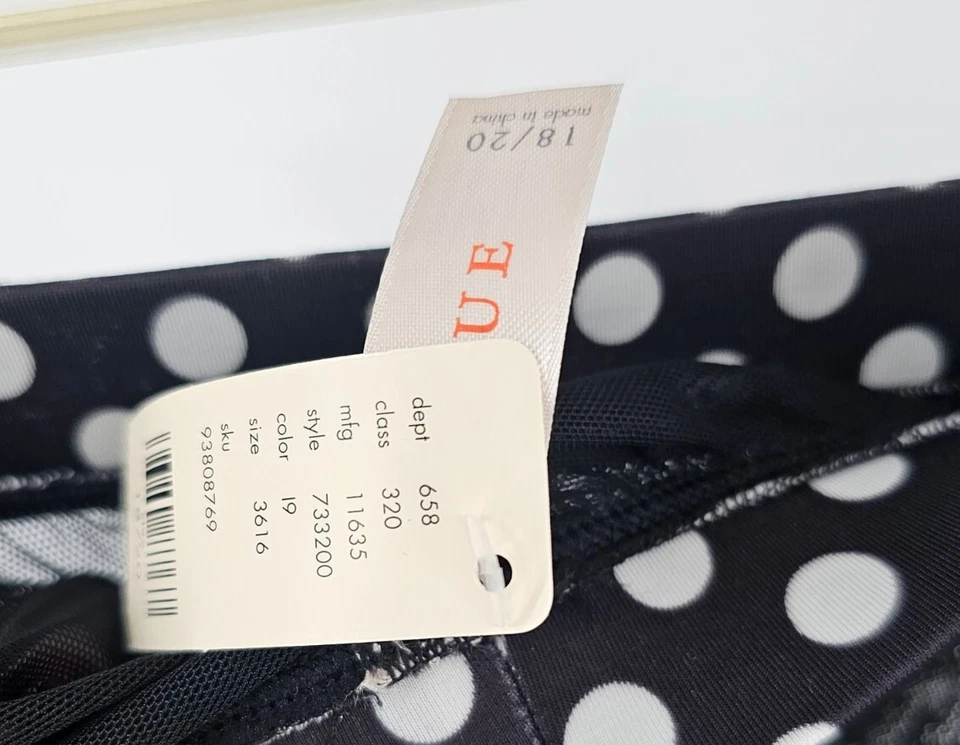 18/20
made in china
UE
dept 658
class 320
mfg 11635
style 733200
color 19
size 3616
sku
93808769